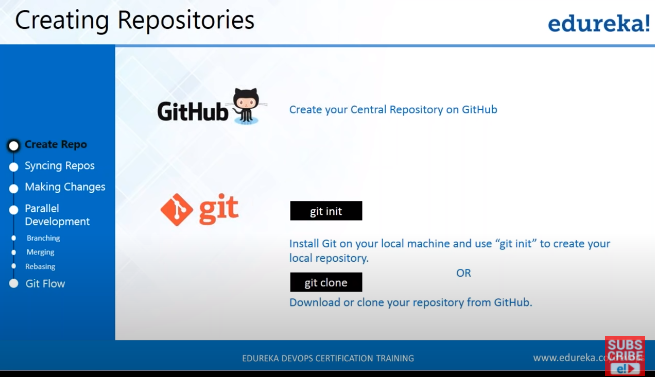 Creating Repositories
edureka!
GitHub
Create your Central Repository on GitHub
Create Repo
Syncing Repos
Making Changes
Parallel
Development
Branching
Merging
Rebasing
Git Flow
git
git init
Install Git on your local machine and use "git init" to create your
local repository.
OR
git clone
Download or clone your repository from GitHub.
EDUREKA DEVOPS CERTIFICATION TRAINING
www.edureka.co
SUBS
CRIBE
e!